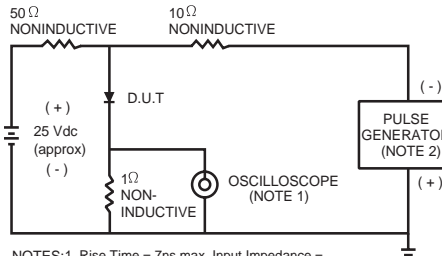 50Ω
NONINDUCTIVE
10Ω
NONINDUCTIVE
(+)
25 Vdc
(approx)
(-)
D.U.T
1Ω
NON-
INDUCTIVE
OSCILLOSCOPE
(NOTE 1)
(-)
PULSE
GENERATOR
(NOTE 2)
(+)
NOTES:1. Rise Time = 7ns max. Input Impedance =